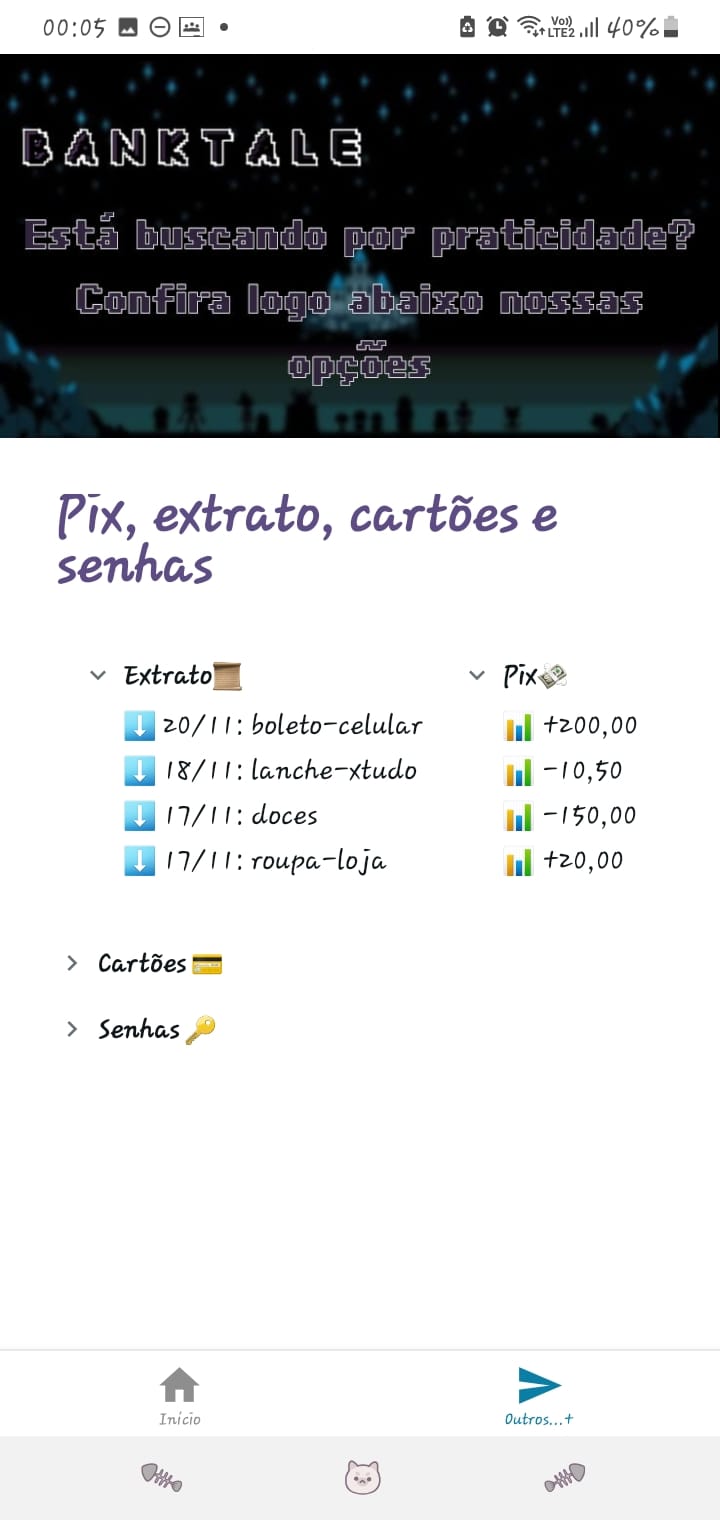 00:05
Vo)) LTE2 40%
BANKTALE
Está buscando por praticidade?
Confira logo abaixo nossas
opções
Pix, extrato, cartões e
senhas
Extrato
20/11: boleto-celular
18/11: lanche-xtudo
17/11: doces
17/11: roupa-loja
Pix
+200,00
-10,50
-150,00
+20,00
Cartões
Senhas
Início
Outros...+